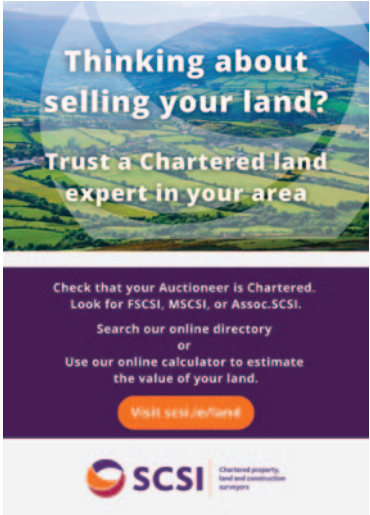 Thinking about
selling your land?
Trust a Chartered land
expert in your area
Check that your Auctioneer is Chartered.
Look for FSCSI, MSCSI, or Assoc.SCSI.
Search our online directory
or
Use our online calculator to estimate
the value of your land.
Visit scsi.ie/land
SCSI
Chartered property,
land and construction
surveyors